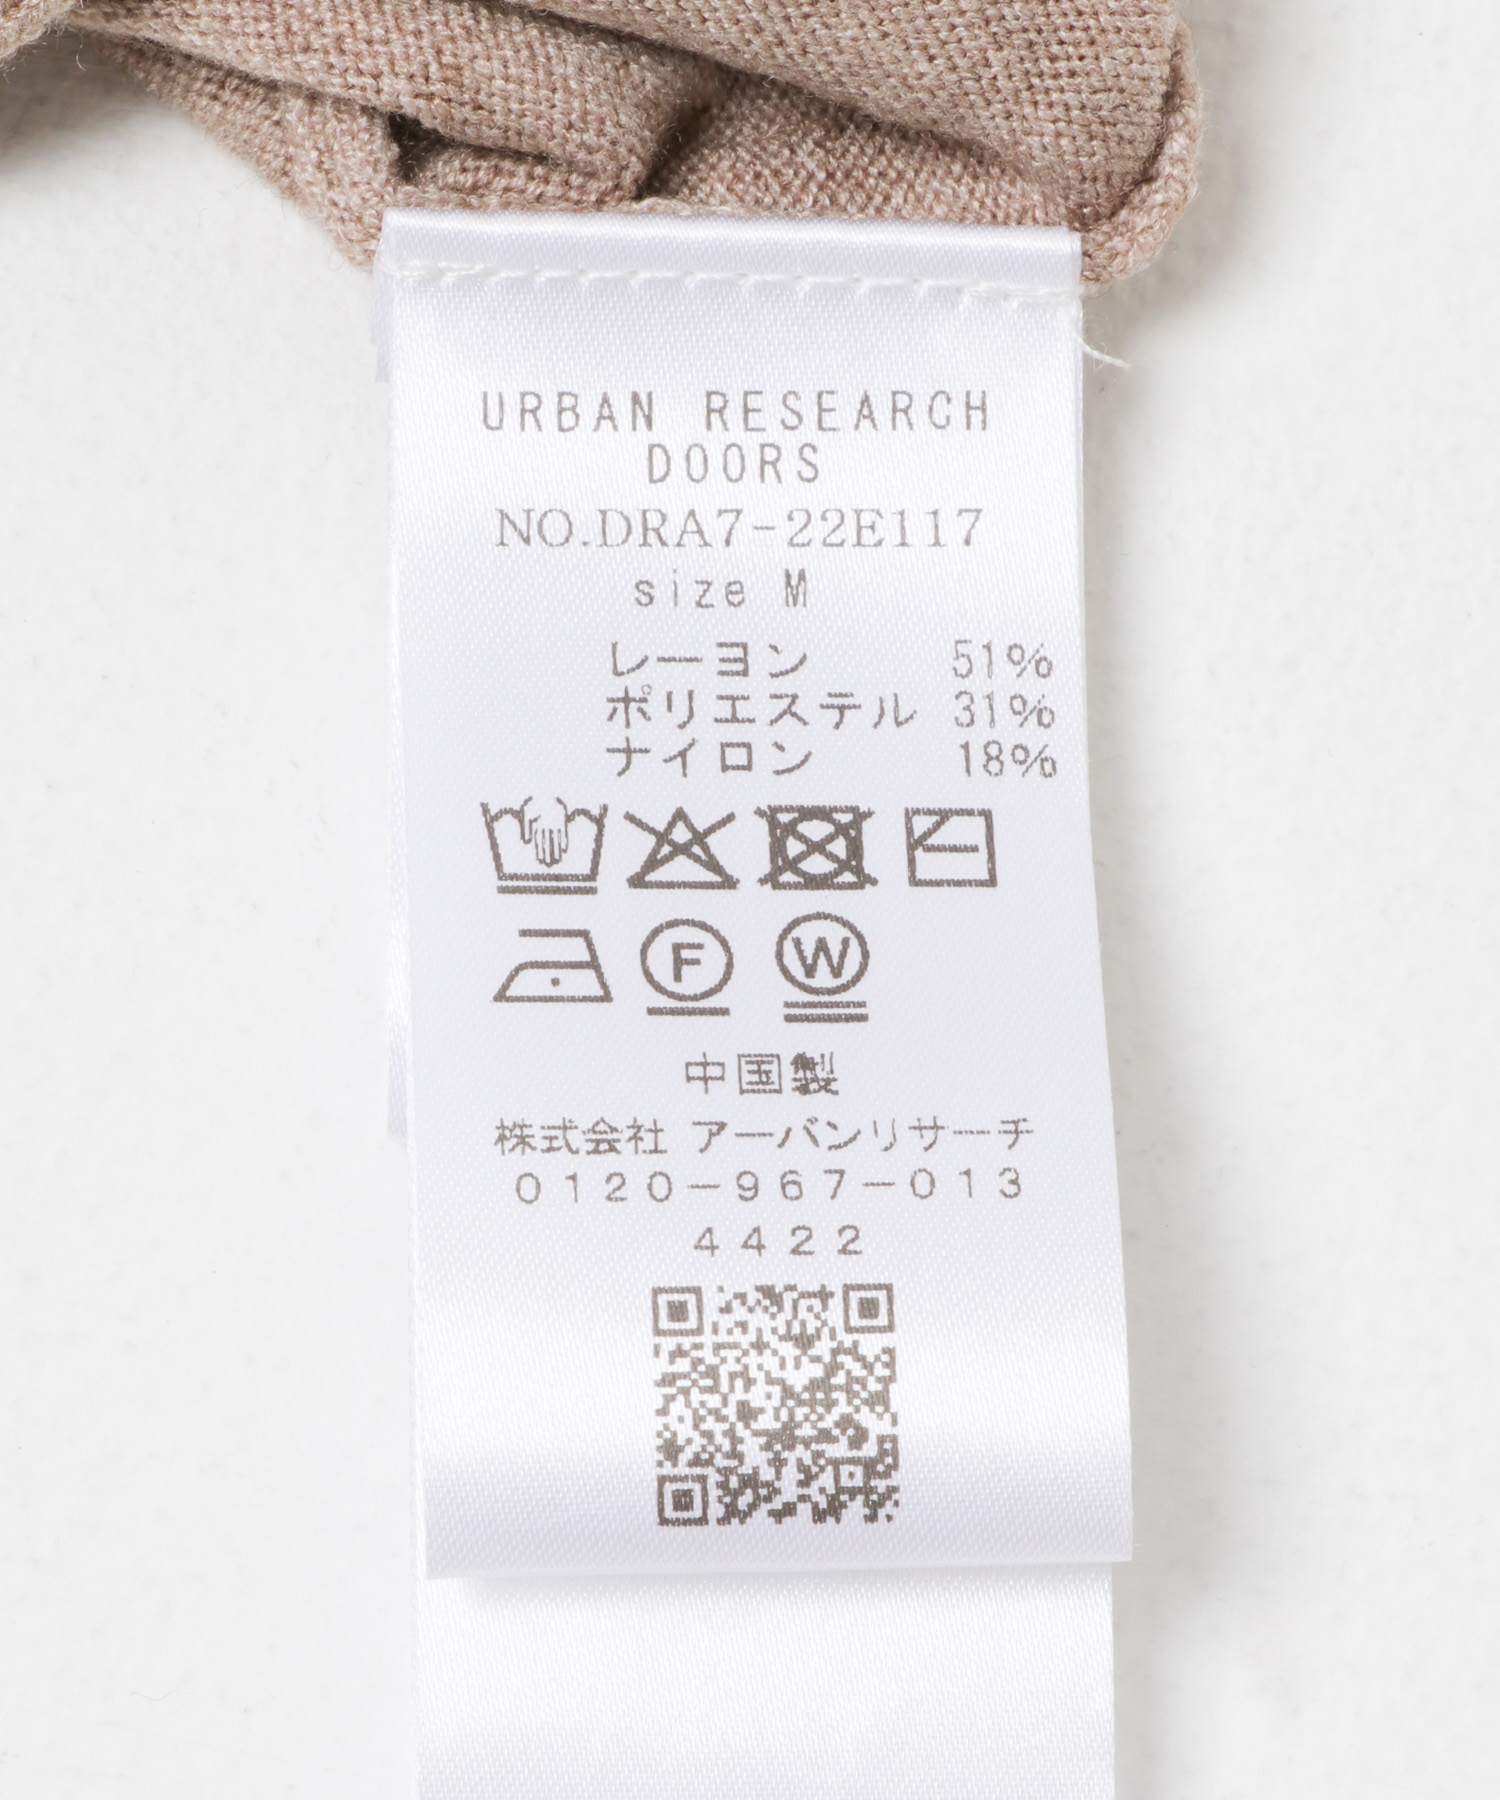 URBAN RESEARCH
DOORS
NO.DRA7-22E117
size M
レーヨン 51%
ポリエステル 31%
ナイロン 18%
F W
中国製
株式会社 アーバンリサーチ
0120-967-013
4422